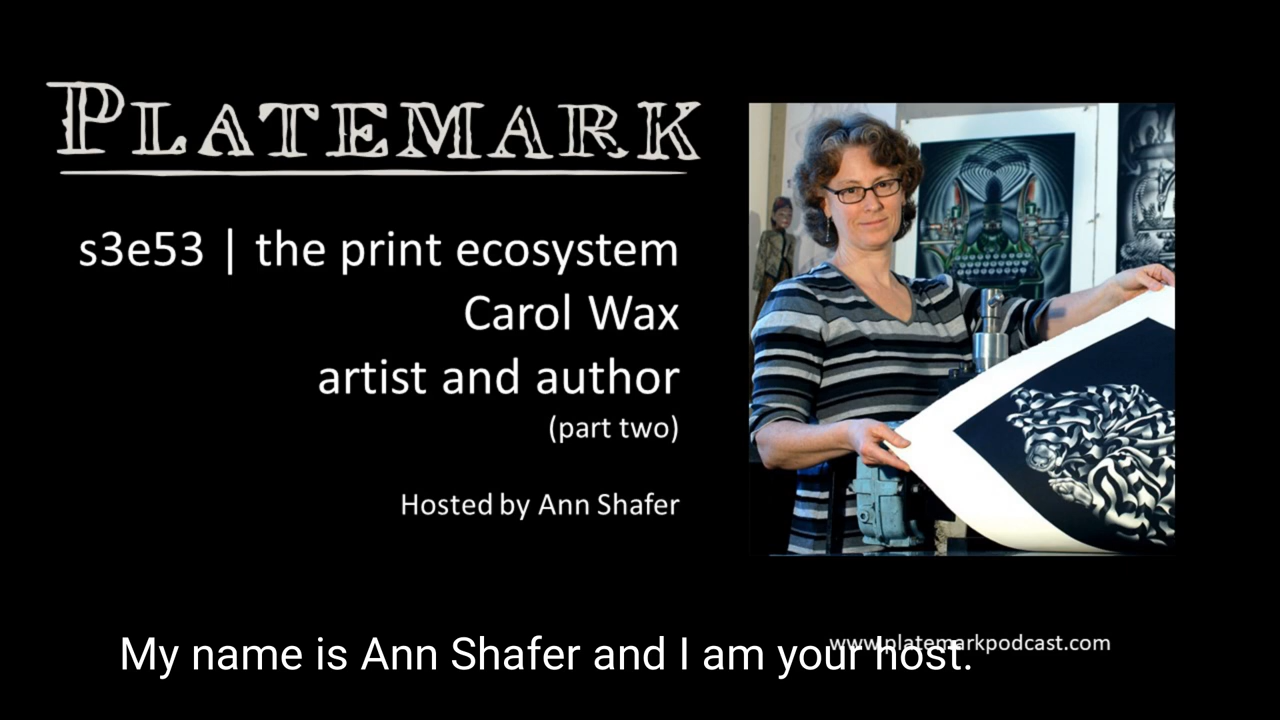 PLATEMARK
s3e53 | the print ecosystem
Carol Wax
artist and author
(part two)
Hosted by Ann Shafer
www.platemarkpodcast.com
My name is Ann Shafer and I am your host.